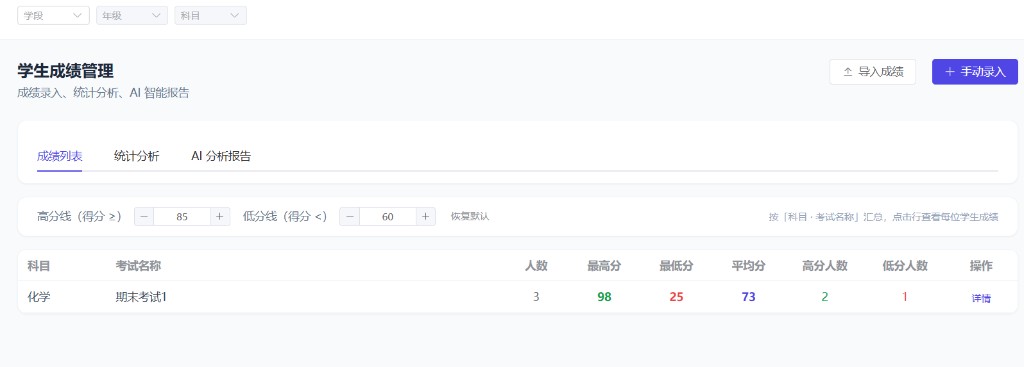 学段 年级 科目
学生成绩管理
成绩录入、统计分析、AI 智能报告
导入成绩 手动录入
成绩列表 统计分析 AI 分析报告
高分线（得分 ≥） − 85 + 低分线（得分 <） − 60 + 恢复默认 按「科目 · 考试名称」汇总，点击行查看每位学生成绩
科目 考试名称 人数 最高分 最低分 平均分 高分人数 低分人数 操作
化学 期末考试1 3 98 25 73 2 1 详情